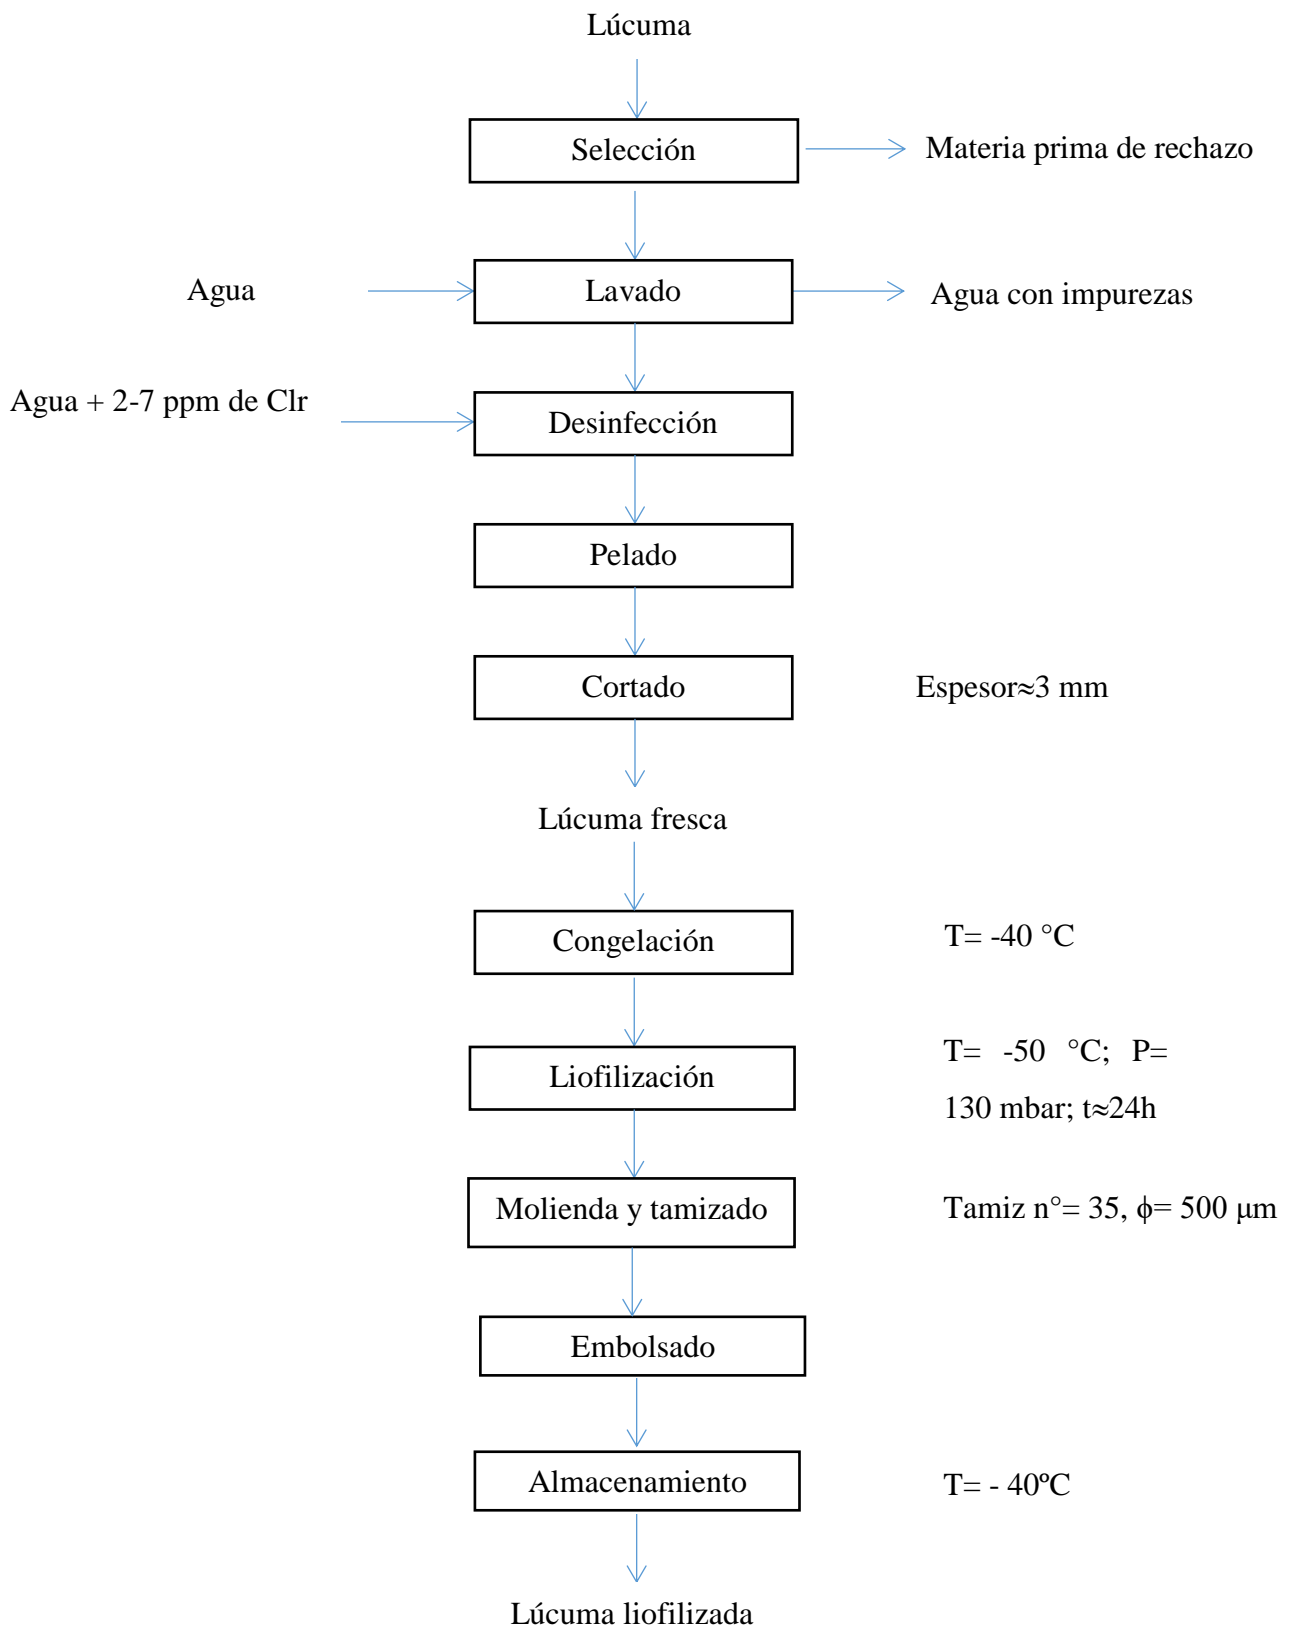 Lúcuma
Selección
Materia prima de rechazo
Agua
Lavado
Agua con impurezas
Agua + 2-7 ppm de Clr
Desinfección
Pelado
Cortado
Espesor≈3 mm
Lúcuma fresca
Congelación
T= -40 °C
Liofilización
T= -50 °C; P=
130 mbar; t≈24h
Molienda y tamizado
Tamiz n°= 35, ϕ= 500 μm
Embolsado
Almacenamiento
T= - 40ºC
Lúcuma liofilizada